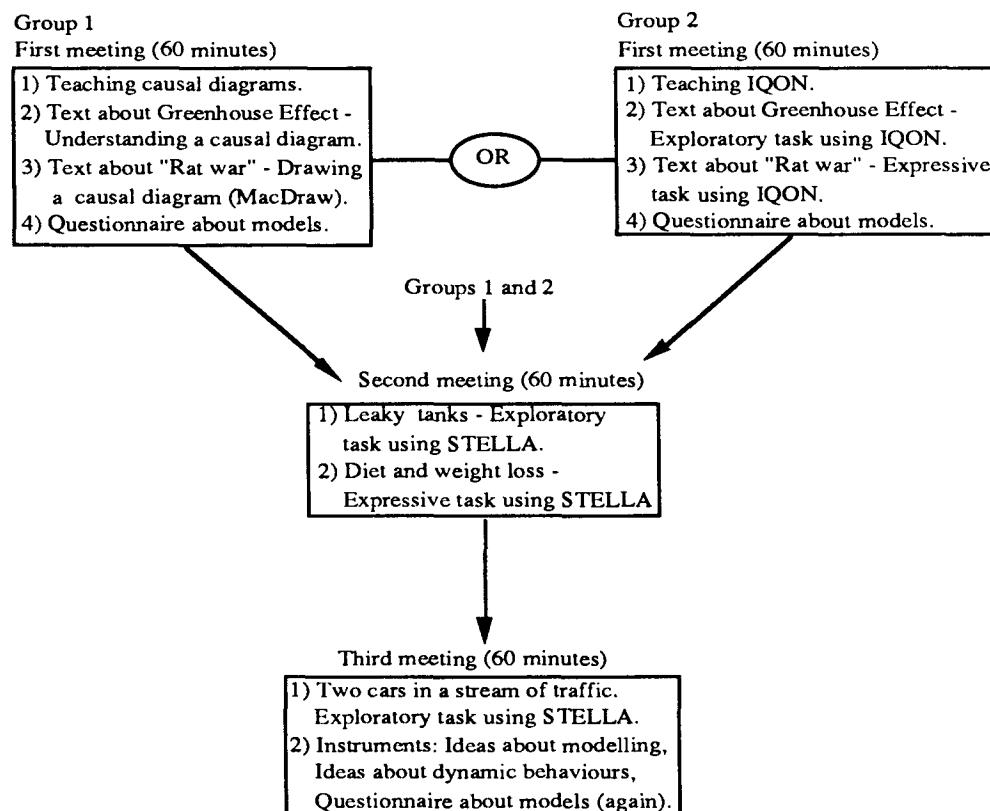 Group 1
First meeting (60 minutes)
1) Teaching causal diagrams.
2) Text about Greenhouse Effect -
Understanding a causal diagram.
3) Text about "Rat war" - Drawing
a causal diagram (MacDraw).
4) Questionnaire about models.
OR
Group 2
First meeting (60 minutes)
1) Teaching IQON.
2) Text about Greenhouse Effect -
Exploratory task using IQON.
3) Text about "Rat war" - Expressive
task using IQON.
4) Questionnaire about models.
Groups 1 and 2
Second meeting (60 minutes)
1) Leaky tanks - Exploratory
task using STELLA.
2) Diet and weight loss -
Expressive task using STELLA
Third meeting (60 minutes)
1) Two cars in a stream of traffic.
Exploratory task using STELLA.
2) Instruments: Ideas about modelling,
Ideas about dynamic behaviours,
Questionnaire about models (again).